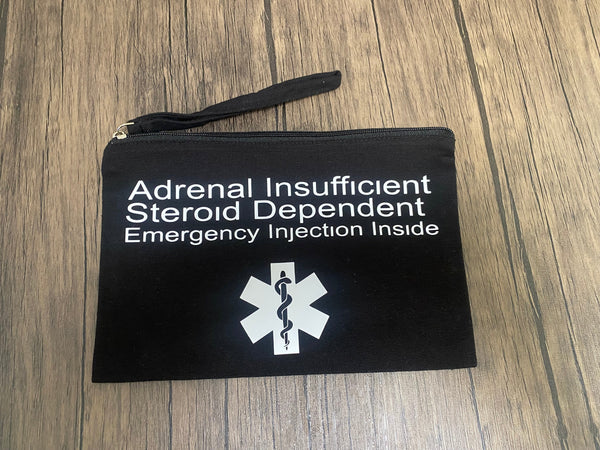 Adrenal Insufficient
Steroid Dependent
Emergency Injection Inside